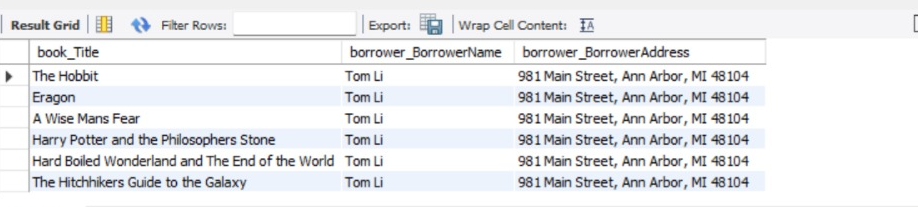 Result Grid Filter Rows: Export: Wrap Cell Content: IA
book_Title borrower_BorrowerName borrower_BorrowerAddress
The Hobbit Tom Li 981 Main Street, Ann Arbor, MI 48104
Eragon Tom Li 981 Main Street, Ann Arbor, MI 48104
A Wise Mans Fear Tom Li 981 Main Street, Ann Arbor, MI 48104
Harry Potter and the Philosophers Stone Tom Li 981 Main Street, Ann Arbor, MI 48104
Hard Boiled Wonderland and The End of the World Tom Li 981 Main Street, Ann Arbor, MI 48104
The Hitchhikers Guide to the Galaxy Tom Li 981 Main Street, Ann Arbor, MI 48104